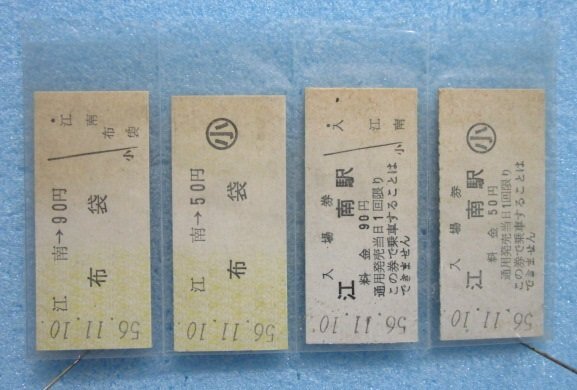 56.11.10
江 南→90円
布 袋
・江 南
布 袋
小
56.11.10
江 南→50円
布 袋
小
56.11.10
入 場 券
江 南駅
料 金 90円
通用発売当日1回限り
この券で乗車することは
できません
・入
江 南
小
56.11.10
入 場 券
江 南駅
料 金 50円
通用発売当日1回限り
この券で乗車することは
できません
小